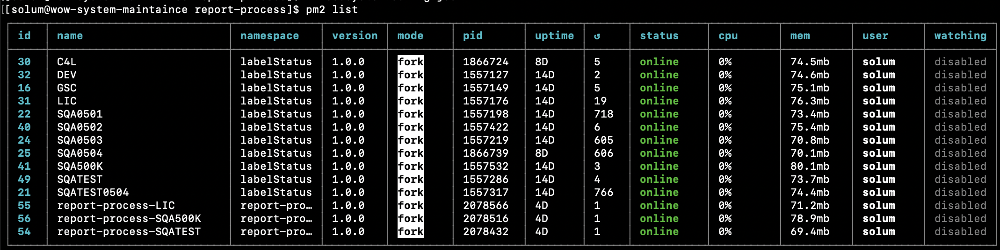 [[solum@wow-system-maintaince report-process]$ pm2 list
id name namespace version mode pid uptime ↺ status cpu mem user watching
30 C4L labelStatus 1.0.0 fork 1866724 8D 5 online 0% 74.5mb solum disabled
32 DEV labelStatus 1.0.0 fork 1557127 14D 2 online 0% 74.6mb solum disabled
16 GSC labelStatus 1.0.0 fork 1557149 14D 5 online 0% 75.1mb solum disabled
31 LIC labelStatus 1.0.0 fork 1557176 14D 19 online 0% 76.3mb solum disabled
22 SQA0501 labelStatus 1.0.0 fork 1557198 14D 718 online 0% 73.4mb solum disabled
40 SQA0502 labelStatus 1.0.0 fork 1557422 14D 6 online 0% 75.4mb solum disabled
24 SQA0503 labelStatus 1.0.0 fork 1557219 14D 605 online 0% 70.8mb solum disabled
25 SQA0504 labelStatus 1.0.0 fork 1866739 8D 606 online 0% 70.1mb solum disabled
41 SQA500K labelStatus 1.0.0 fork 1557532 14D 3 online 0% 80.1mb solum disabled
49 SQATEST labelStatus 1.0.0 fork 1557286 14D 4 online 0% 73.7mb solum disabled
21 SQATEST0504 labelStatus 1.0.0 fork 1557317 14D 766 online 0% 74.4mb solum disabled
55 report-process-LIC report-pro… 1.0.0 fork 2078566 4D 1 online 0% 71.2mb solum disabled
56 report-process-SQA500K report-pro… 1.0.0 fork 2078516 4D 1 online 0% 78.9mb solum disabled
54 report-process-SQATEST report-pro… 1.0.0 fork 2078432 4D 1 online 0% 69.4mb solum disabled